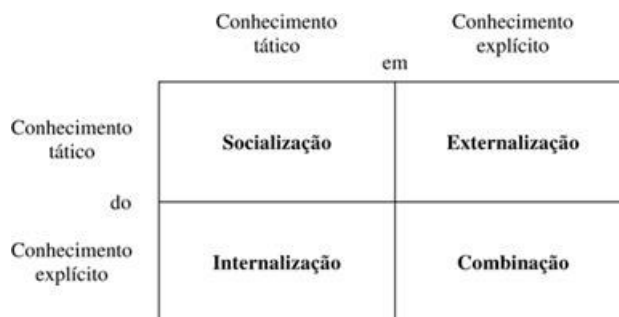 Conhecimento
tático
Conhecimento
explícito
em
Conhecimento
tático
Socialização
Externalização
do
Conhecimento
explícito
Internalização
Combinação